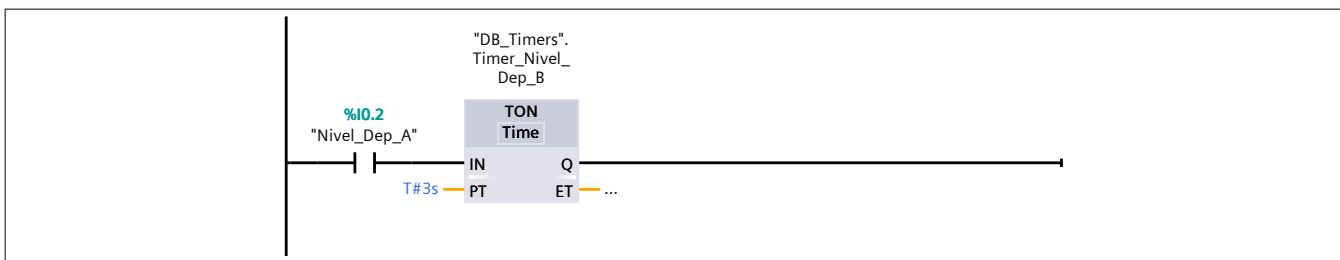 "DB_Timers".
Timer_Nivel_
Dep_B
%I0.2
"Nivel_Dep_A"
TON
Time
IN
Q
T#3s
PT
ET
...